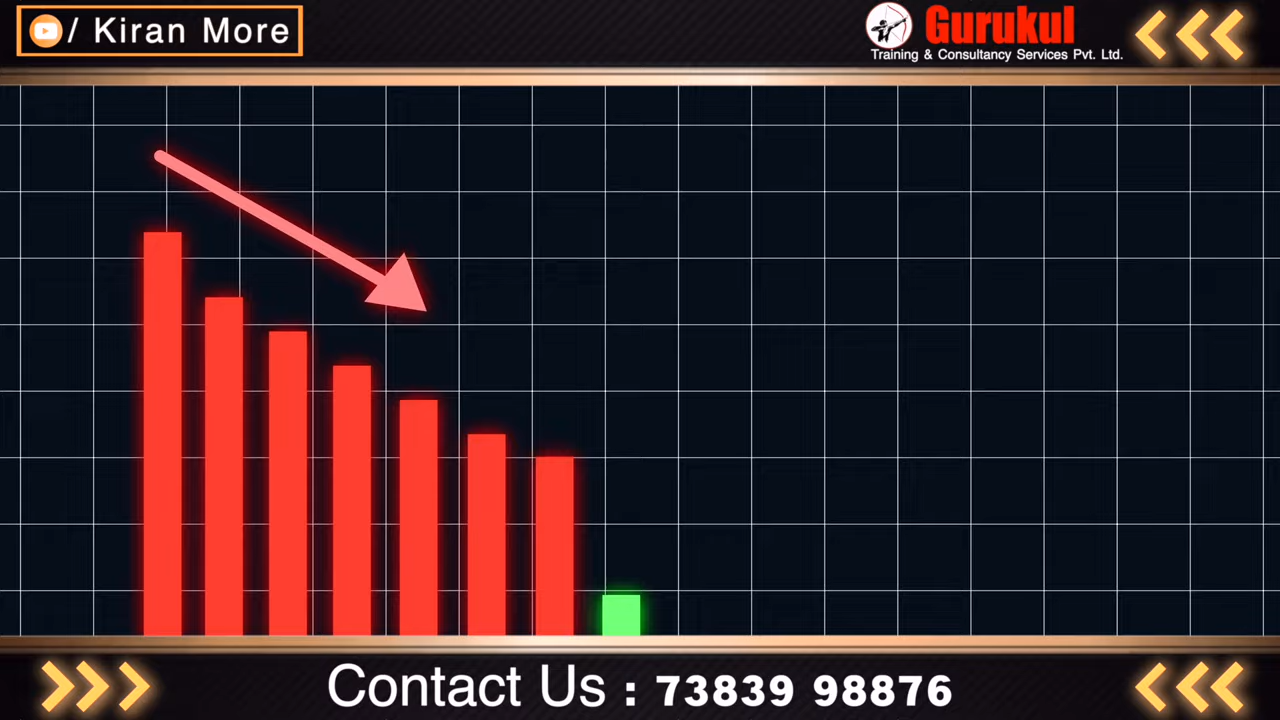 / Kiran More
Gurukul
Training & Consultancy Services Pvt. Ltd.
Contact Us : 73839 98876